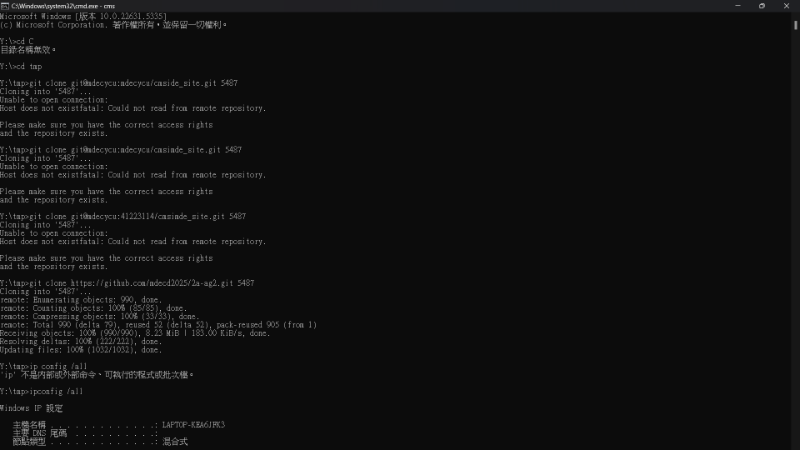 C:\Windows\system32\cmd.exe - cms
Microsoft Windows [版本 10.0.22631.5335]
(c) Microsoft Corporation. 著作權所有，並保留一切權利。
Y:\>cd C
目錄名稱無效。
Y:\>cd tmp
Y:\tmp>git clone git@mdecycu:mdecycu/cmside_site.git 5487
Cloning into '5487'...
Unable to open connection:
Host does not existfatal: Could not read from remote repository.
Please make sure you have the correct access rights
and the repository exists.
Y:\tmp>git clone git@mdecycu:mdecycu/cmsimde_site.git 5487
Cloning into '5487'...
Unable to open connection:
Host does not existfatal: Could not read from remote repository.
Please make sure you have the correct access rights
and the repository exists.
Y:\tmp>git clone git@mdecycu:41223114/cmsimde_site.git 5487
Cloning into '5487'...
Unable to open connection:
Host does not existfatal: Could not read from remote repository.
Please make sure you have the correct access rights
and the repository exists.
Y:\tmp>git clone https://github.com/mdecd2025/2a-ag2.git 5487
Cloning into '5487'...
remote: Enumerating objects: 990, done.
remote: Counting objects: 100% (85/85), done.
remote: Compressing objects: 100% (33/33), done.
remote: Total 990 (delta 79), reused 52 (delta 52), pack-reused 905 (from 1)
Receiving objects: 100% (990/990), 8.23 MiB | 183.00 KiB/s, done.
Resolving deltas: 100% (222/222), done.
Updating files: 100% (1032/1032), done.
Y:\tmp>ip config /all
'ip' 不是內部或外部命令、可執行的程式或批次檔。
Y:\tmp>ipconfig /all
Windows IP 設定
主機名稱 . . . . . . . . . . . . .: LAPTOP-KEA6JFK3
主要 DNS 尾碼 . . . . . . . . . .:
節點類型 . . . . . . . . . . . . .: 混合式